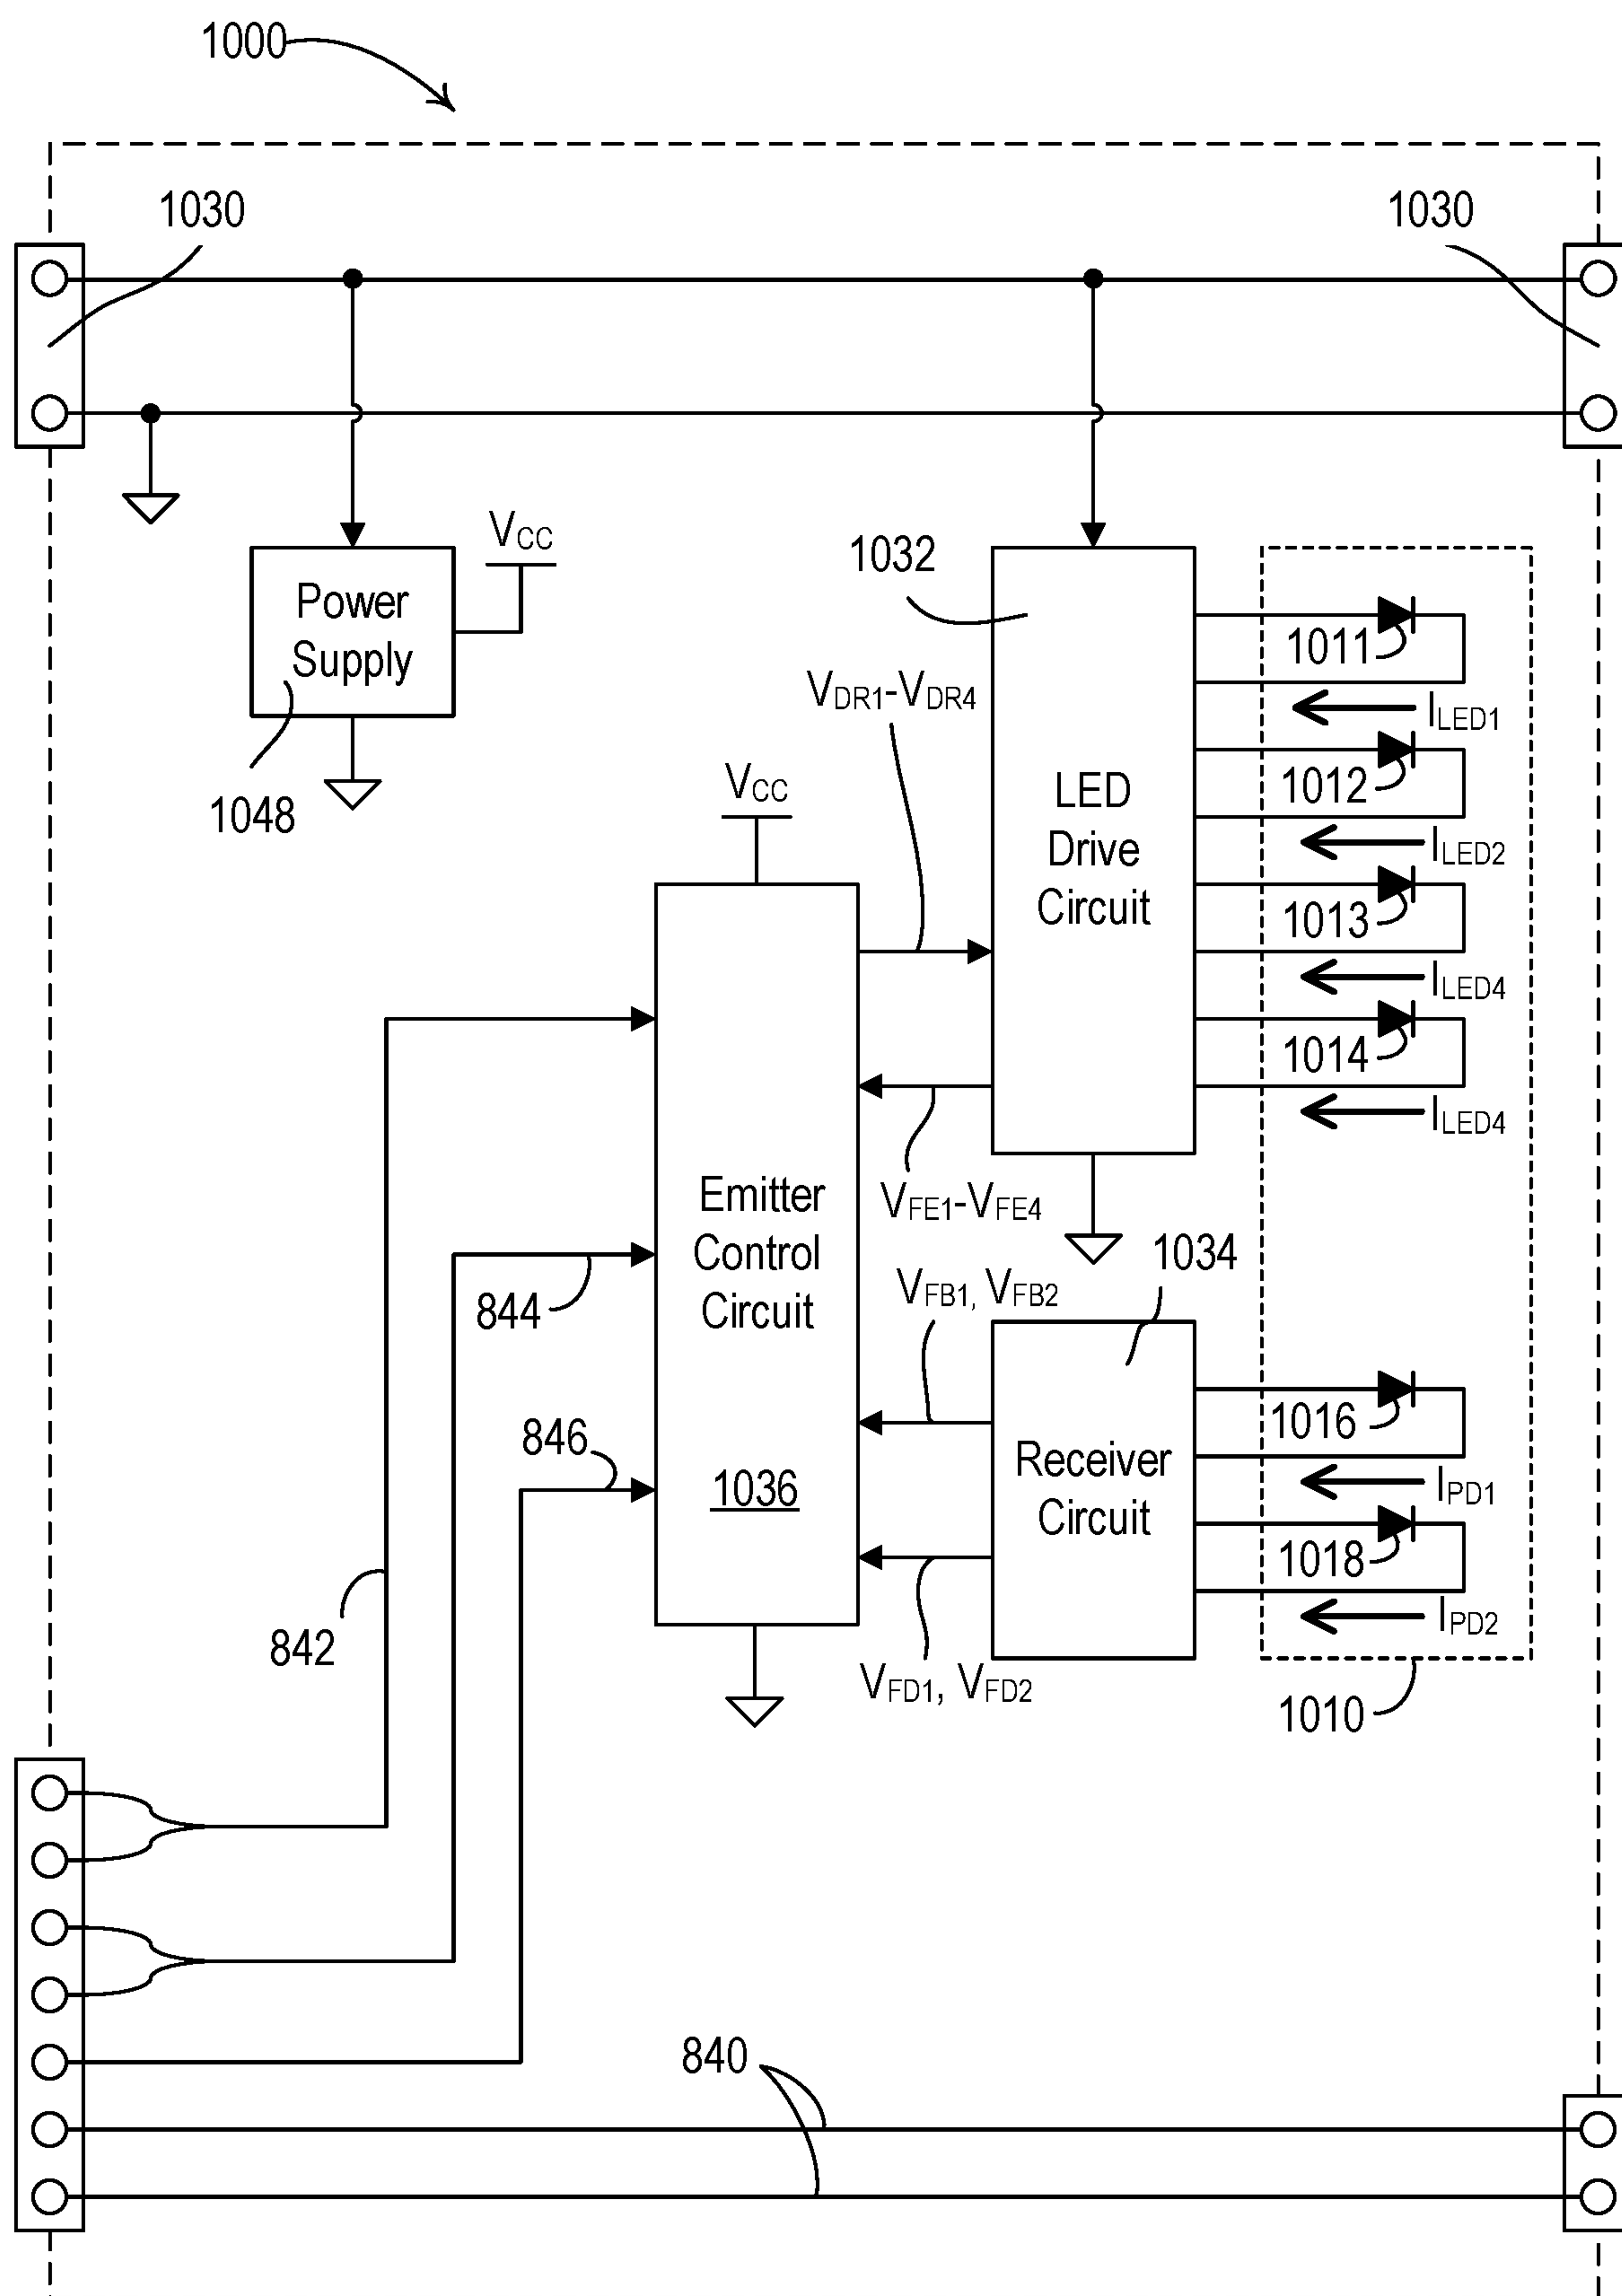 1000
1030
1030
VCC
Power
Supply
1048
1032
VDR1-VDR4
VCC
LED
Drive
Circuit
1011
ILED1
1012
ILED2
1013
ILED4
1014
ILED4
VFE1-VFE4
Emitter
Control
Circuit
1036
844
846
842
1034
VFB1, VFB2
Receiver
Circuit
1016
IPD1
1018
IPD2
VFD1, VFD2
1010
840